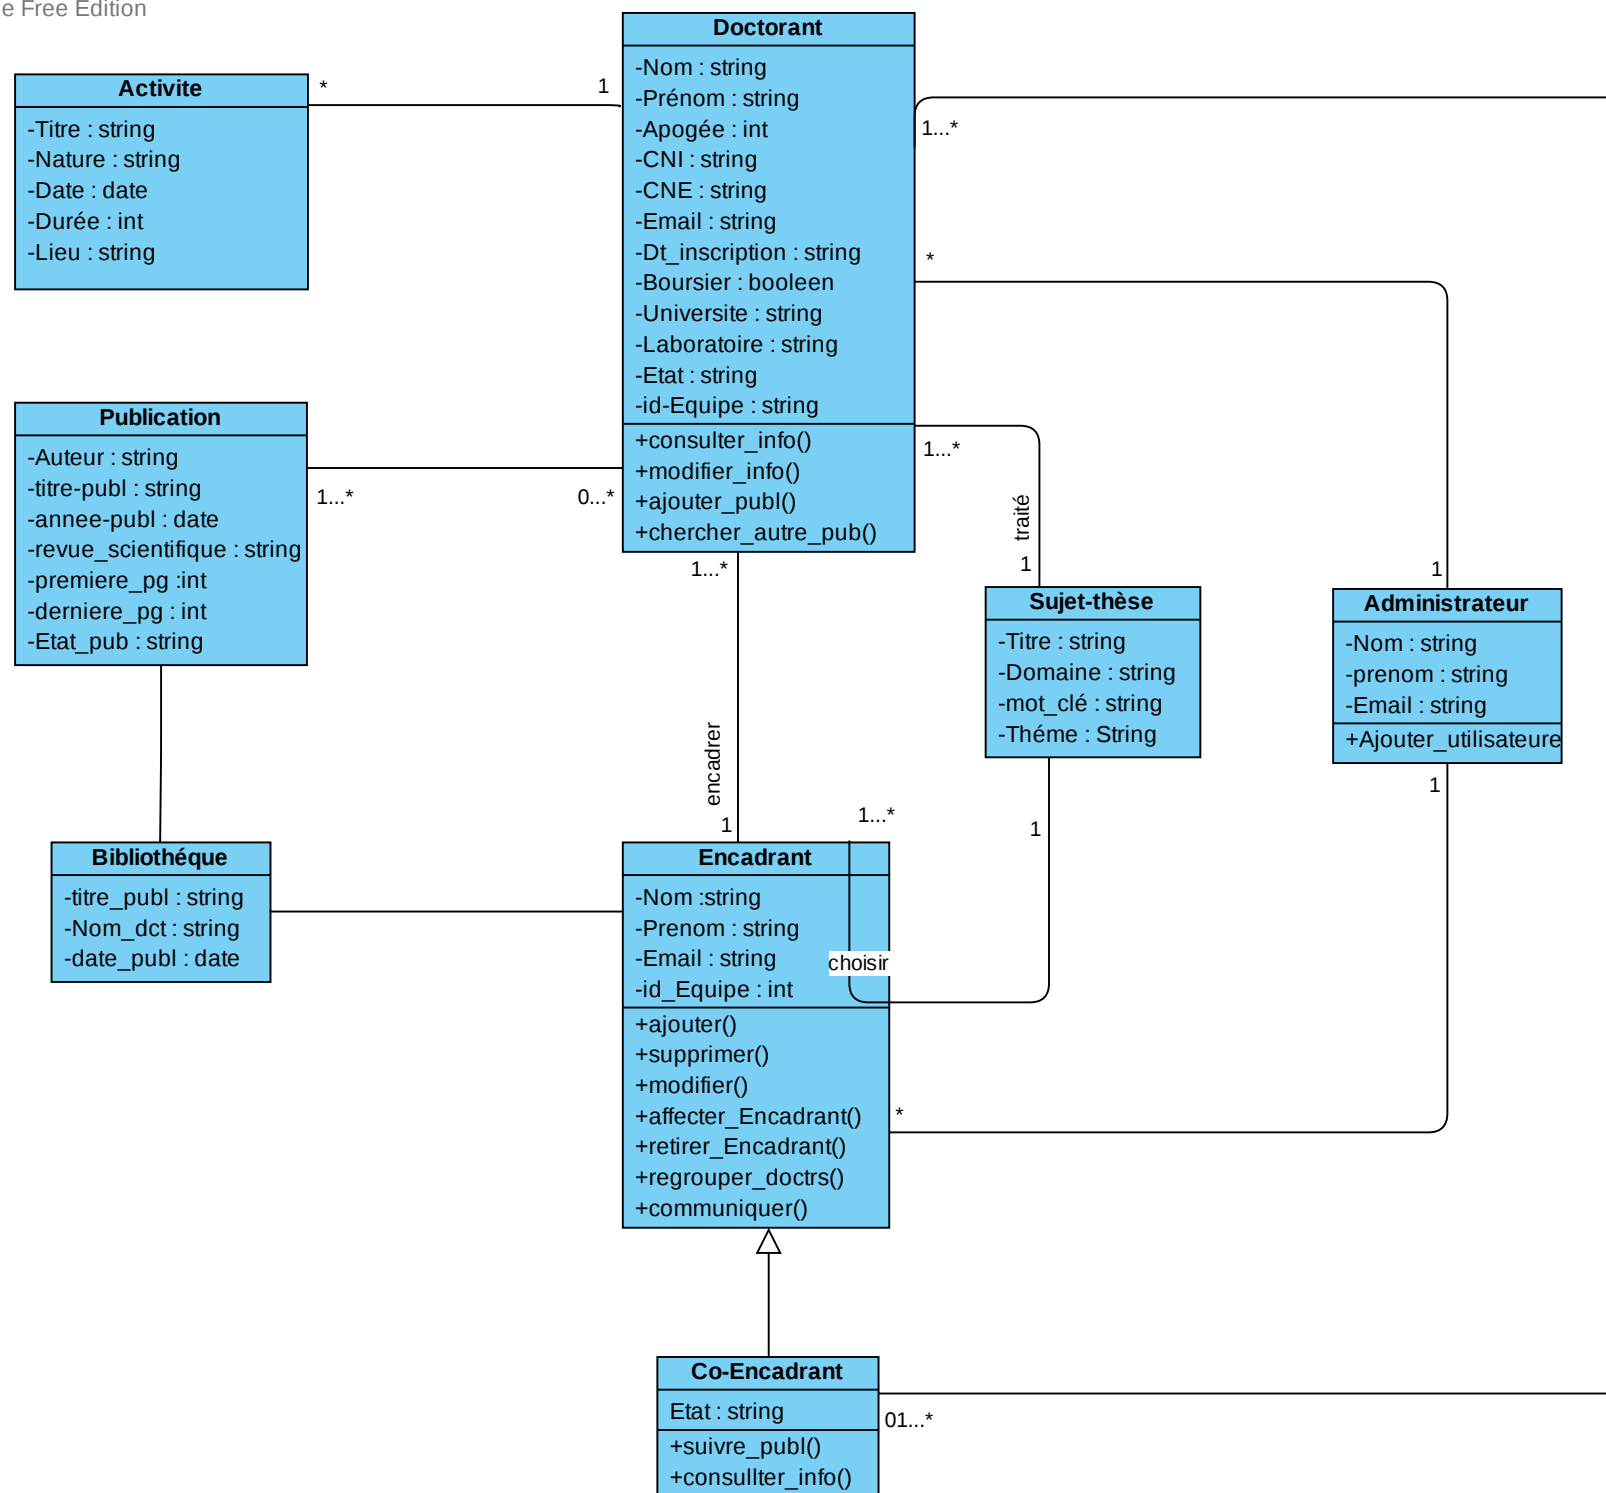 e Free Edition
Doctorant
-Nom : string
-Prénom : string
-Apogée : int
-CNI : string
-CNE : string
-Email : string
-Dt_inscription : string
-Boursier : booleen
-Universite : string
-Laboratoire : string
-Etat : string
-id-Equipe : string
+consulter_info()
+modifier_info()
+ajouter_publ()
+chercher_autre_pub()
Activite
-Titre : string
-Nature : string
-Date : date
-Durée : int
-Lieu : string
*
1
1...*
*
Publication
-Auteur : string
-titre-publ : string
-annee-publ : date
-revue_scientifique : string
-premiere_pg :int
-derniere_pg : int
-Etat_pub : string
1...*
0...*
1...*
traité
1
1...*
encadrer
1
Sujet-thèse
-Titre : string
-Domaine : string
-mot_clé : string
-Théme : String
1
Administrateur
-Nom : string
-prenom : string
-Email : string
+Ajouter_utilisateure
1
1...*
1
Bibliothéque
-titre_publ : string
-Nom_dct : string
-date_publ : date
Encadrant
-Nom :string
-Prenom : string
-Email : string
-id_Equipe : int
choisir
+ajouter()
+supprimer()
+modifier()
+affecter_Encadrant()
+retirer_Encadrant()
+regrouper_doctrs()
+communiquer()
*
Co-Encadrant
Etat : string
+suivre_publ()
+consullter_info()
01...*